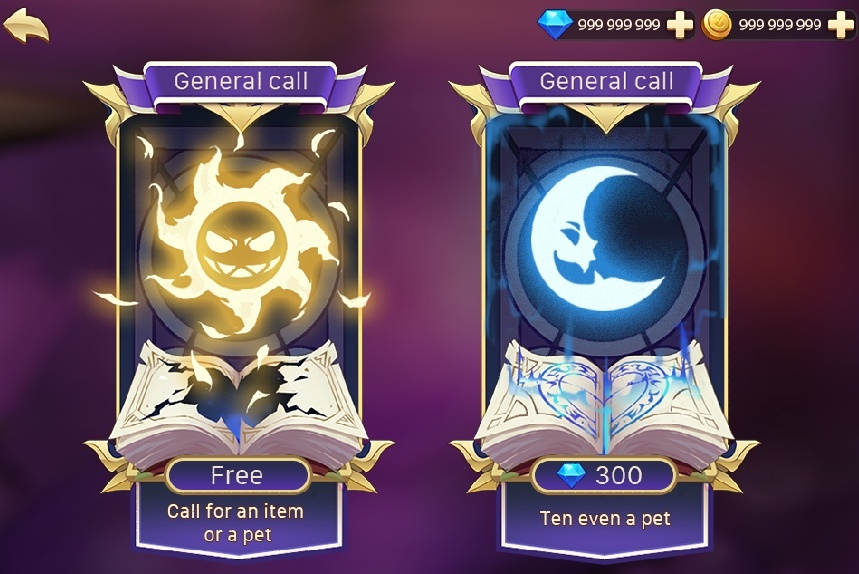 999 999 999
999 999 999
General call
General call
Free
300
Call for an item
or a pet
Ten even a pet